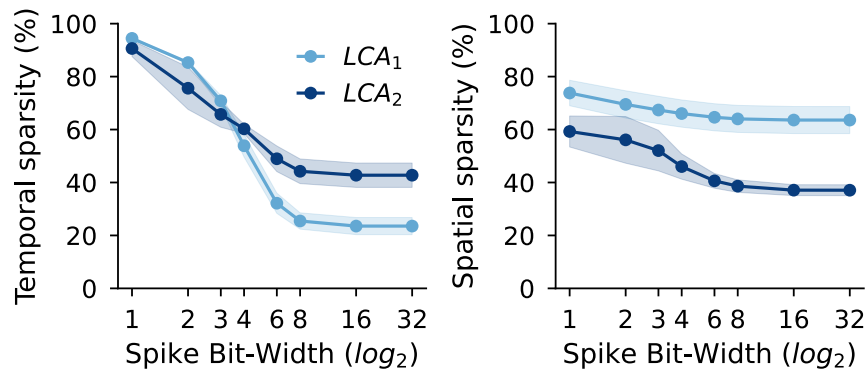 Temporal sparsity (%)
100
80
60
40
20
0
LCA₁
LCA₂
1 2 3 4 6 8 16 32
Spike Bit-Width (log₂)
Spatial sparsity (%)
100
80
60
40
20
0
1 2 3 4 6 8 16 32
Spike Bit-Width (log₂)